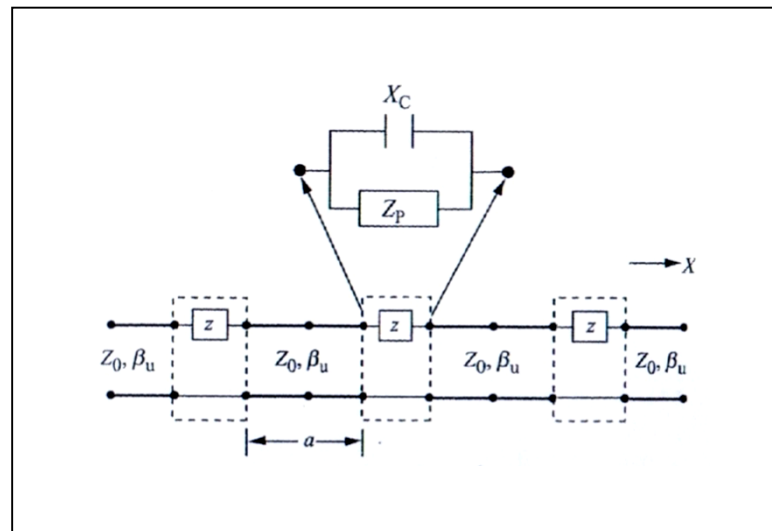 X_C
Z_P
X
z z z
Z_0, β_u Z_0, β_u Z_0, β_u Z_0, β_u
a